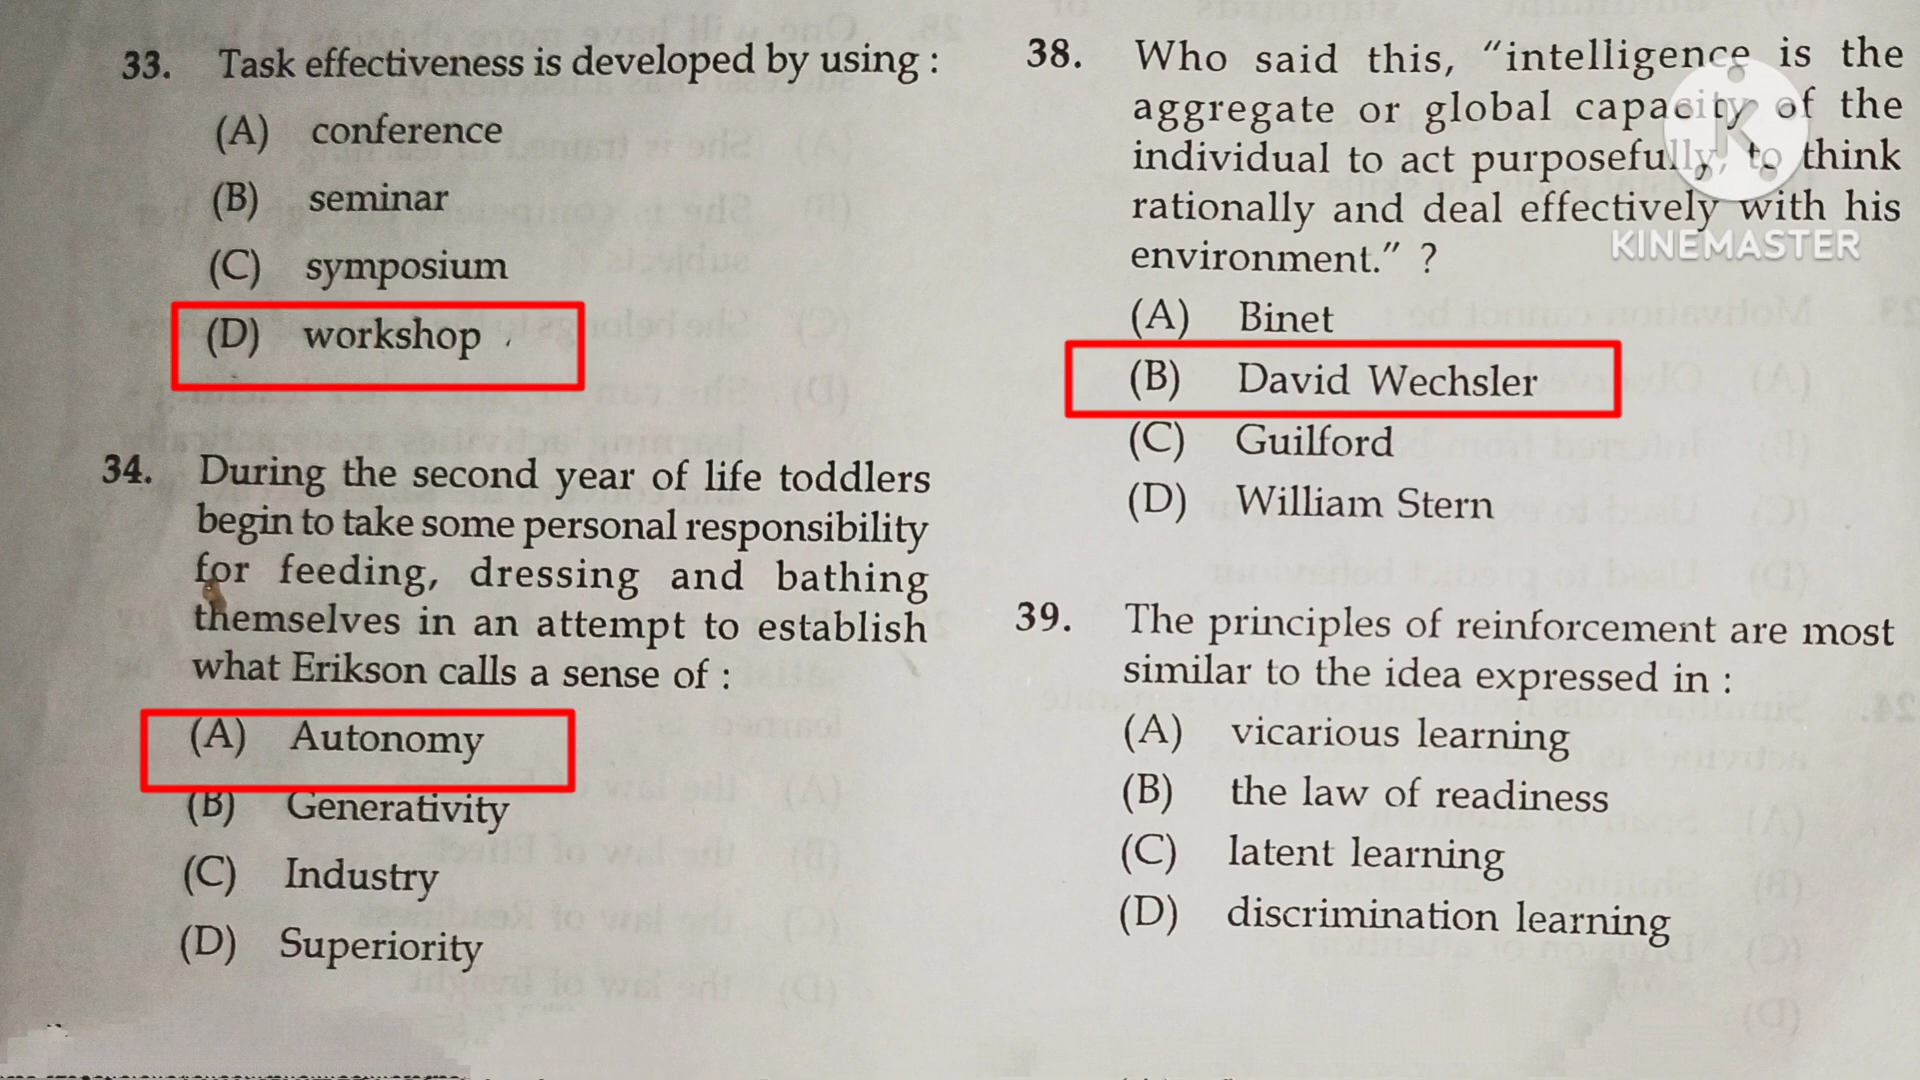 33. Task effectiveness is developed by using :
(A) conference
(B) seminar
(C) symposium
(D) workshop
34. During the second year of life toddlers
begin to take some personal responsibility
for feeding, dressing and bathing
themselves in an attempt to establish
what Erikson calls a sense of :
(A) Autonomy
(B) Generativity
(C) Industry
(D) Superiority
38. Who said this, "intelligence is the
aggregate or global capacity of the
individual to act purposefully, to think
rationally and deal effectively with his
environment." ?
(A) Binet
(B) David Wechsler
(C) Guilford
(D) William Stern
39. The principles of reinforcement are most
similar to the idea expressed in :
(A) vicarious learning
(B) the law of readiness
(C) latent learning
(D) discrimination learning
KINEMASTER